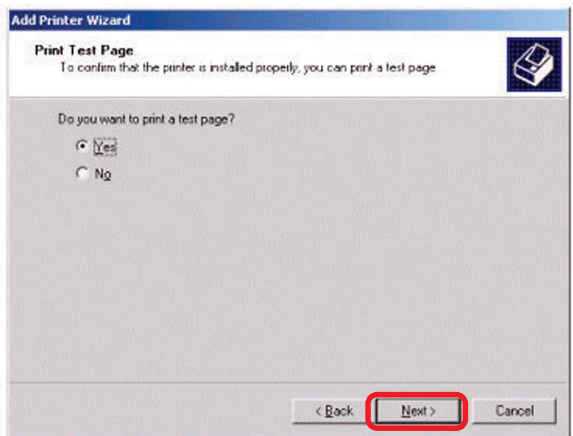 Add Printer Wizard
Print Test Page
To confirm that the printer is installed properly, you can print a test page
Do you want to print a test page?
Yes
No
< Back Next > Cancel